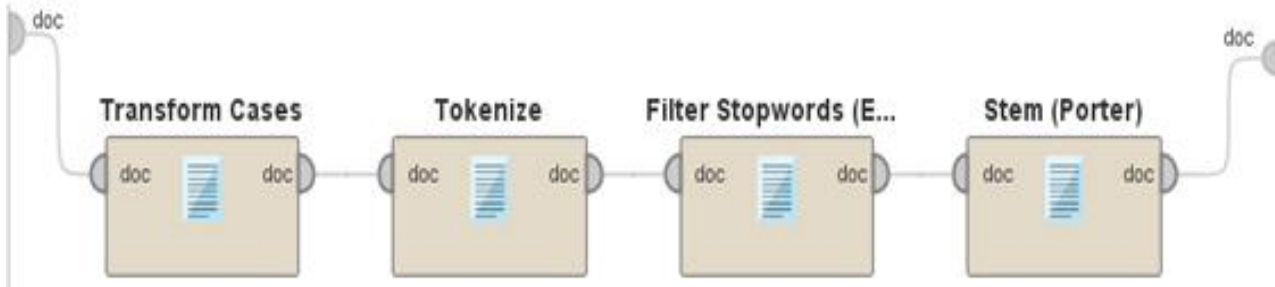 doc
doc
Transform Cases
Tokenize
Filter Stopwords (E...
Stem (Porter)
doc doc
doc doc
doc doc
doc doc